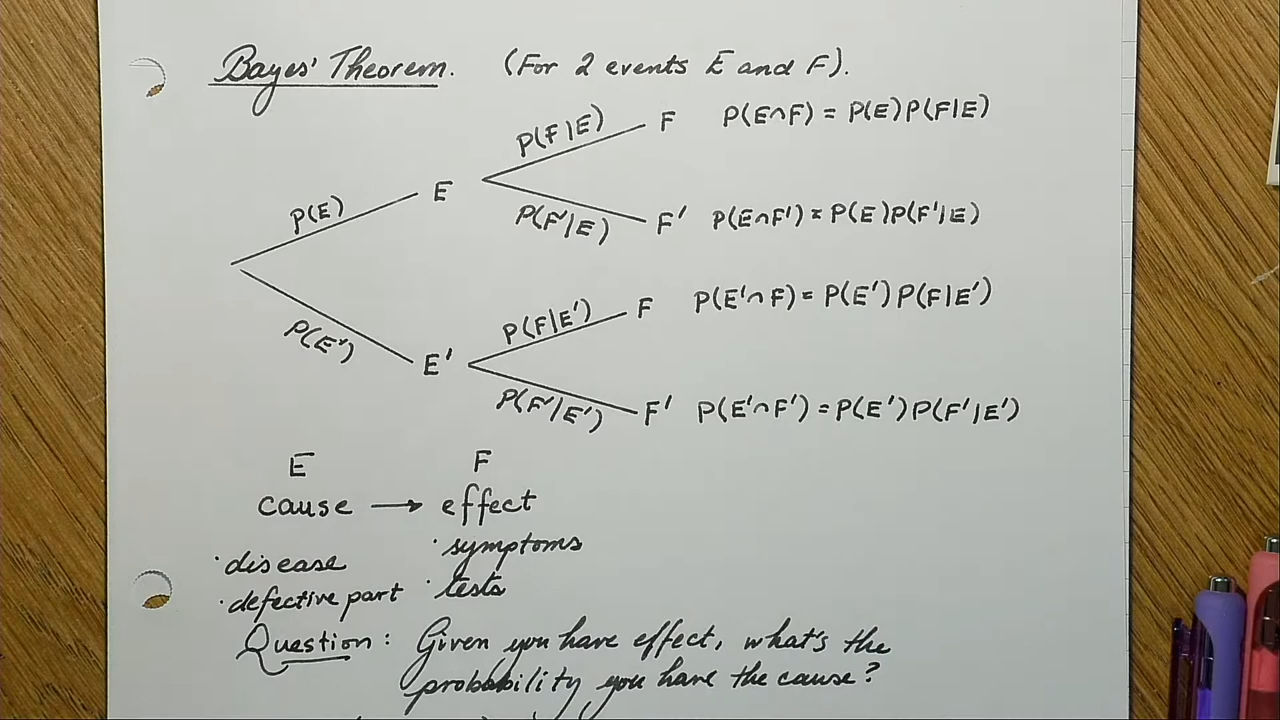 Bayes' Theorem. (For 2 events E and F).
P(F|E) F P(E∩F) = P(E)P(F|E)
P(E) E
P(F'|E) F' P(E∩F') = P(E)P(F'|E)
P(F|E') F P(E'∩F) = P(E')P(F|E')
P(E') E'
P(F'|E') F' P(E'∩F') = P(E')P(F'|E')
E F
cause → effect
· disease · symptoms
· defective part · tests
Question: Given you have effect, what's the
probability you have the cause?